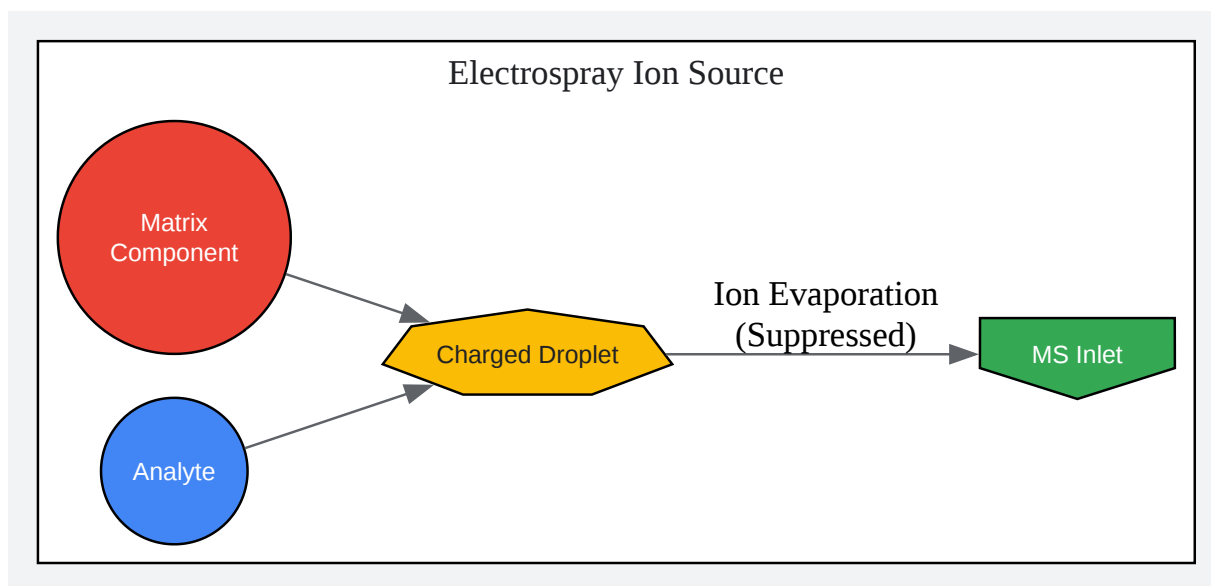 Electrospray Ion Source
Matrix
Component
Ion Evaporation
(Suppressed)
Charged Droplet
MS Inlet
Analyte